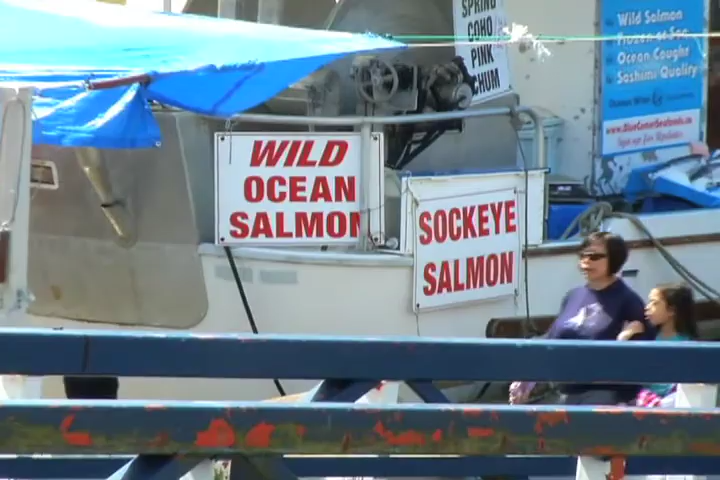 SPRING
COHO
PINK
CHUM
Wild Salmon
Frozen at Sea
Ocean Caught
Sashimi Quality
www.BlueComerSeafoods.ca
WILD
OCEAN
SALMON
SOCKEYE
SALMON